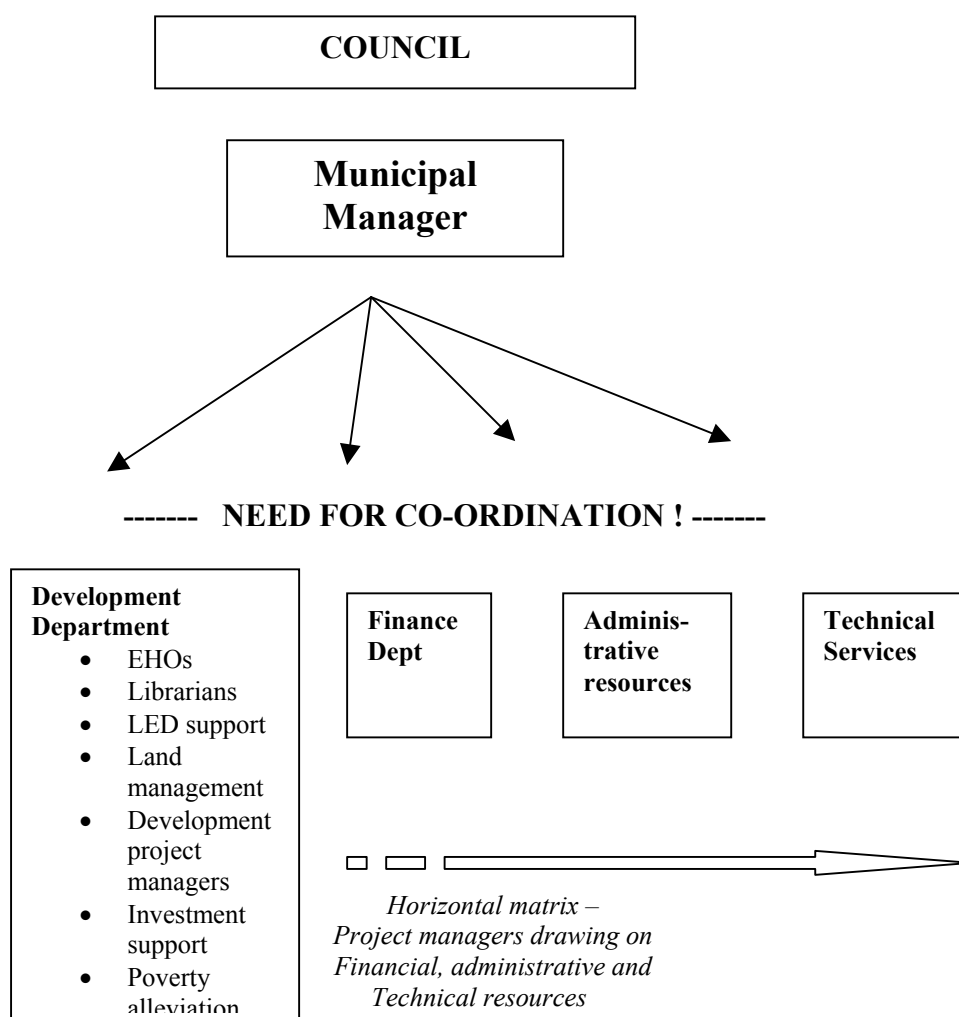 COUNCIL
Municipal
Manager
------- NEED FOR CO-ORDINATION ! -------
Development
Department
• EHOs
• Librarians
• LED support
• Land
management
• Development
project
managers
• Investment
support
• Poverty
alleviation
Finance
Dept
Adminis-
trative
resources
Technical
Services
Horizontal matrix –
Project managers drawing on
Financial, administrative and
Technical resources